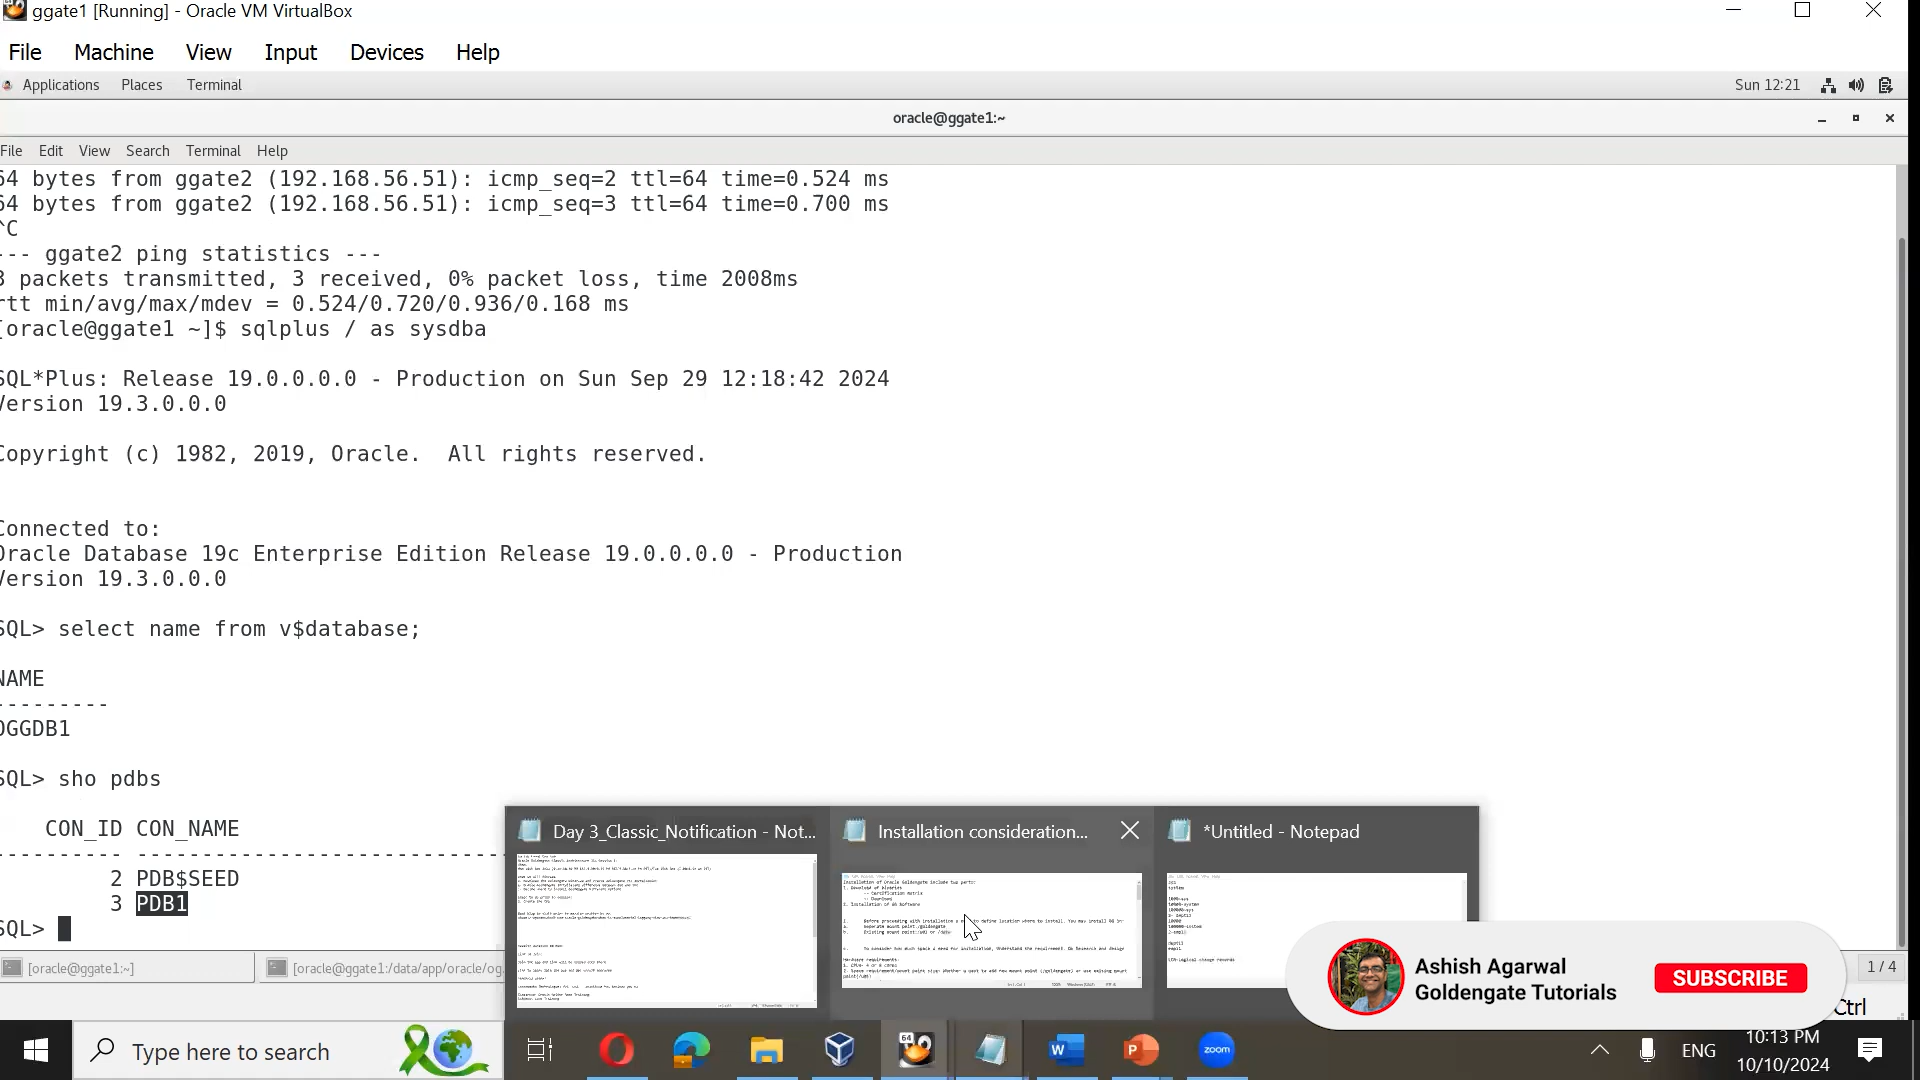 ggate1 [Running] - Oracle VM VirtualBox
File Machine View Input Devices Help
Applications Places Terminal Sun 12:21
oracle@ggate1:~
File Edit View Search Terminal Help
64 bytes from ggate2 (192.168.56.51): icmp_seq=2 ttl=64 time=0.524 ms
64 bytes from ggate2 (192.168.56.51): icmp_seq=3 ttl=64 time=0.700 ms
^C
--- ggate2 ping statistics ---
3 packets transmitted, 3 received, 0% packet loss, time 2008ms
rtt min/avg/max/mdev = 0.524/0.720/0.936/0.168 ms
[oracle@ggate1 ~]$ sqlplus / as sysdba
SQL*Plus: Release 19.0.0.0.0 - Production on Sun Sep 29 12:18:42 2024
Version 19.3.0.0.0
Copyright (c) 1982, 2019, Oracle.  All rights reserved.
Connected to:
Oracle Database 19c Enterprise Edition Release 19.0.0.0.0 - Production
Version 19.3.0.0.0
SQL> select name from v$database;
NAME
---------
OGGDB1
SQL> sho pdbs
CON_ID CON_NAME
2 PDB$SEED
3 PDB1
SQL>
Day 3_Classic_Notification - Not...
Installation consideration...
*Untitled - Notepad
[oracle@ggate1:~] [oracle@ggate1:/data/app/oracle/og... 1 / 4
Ashish Agarwal
Goldengate Tutorials
SUBSCRIBE
Ctrl
Type here to search
64
zoom
ENG
10:13 PM
10/10/2024